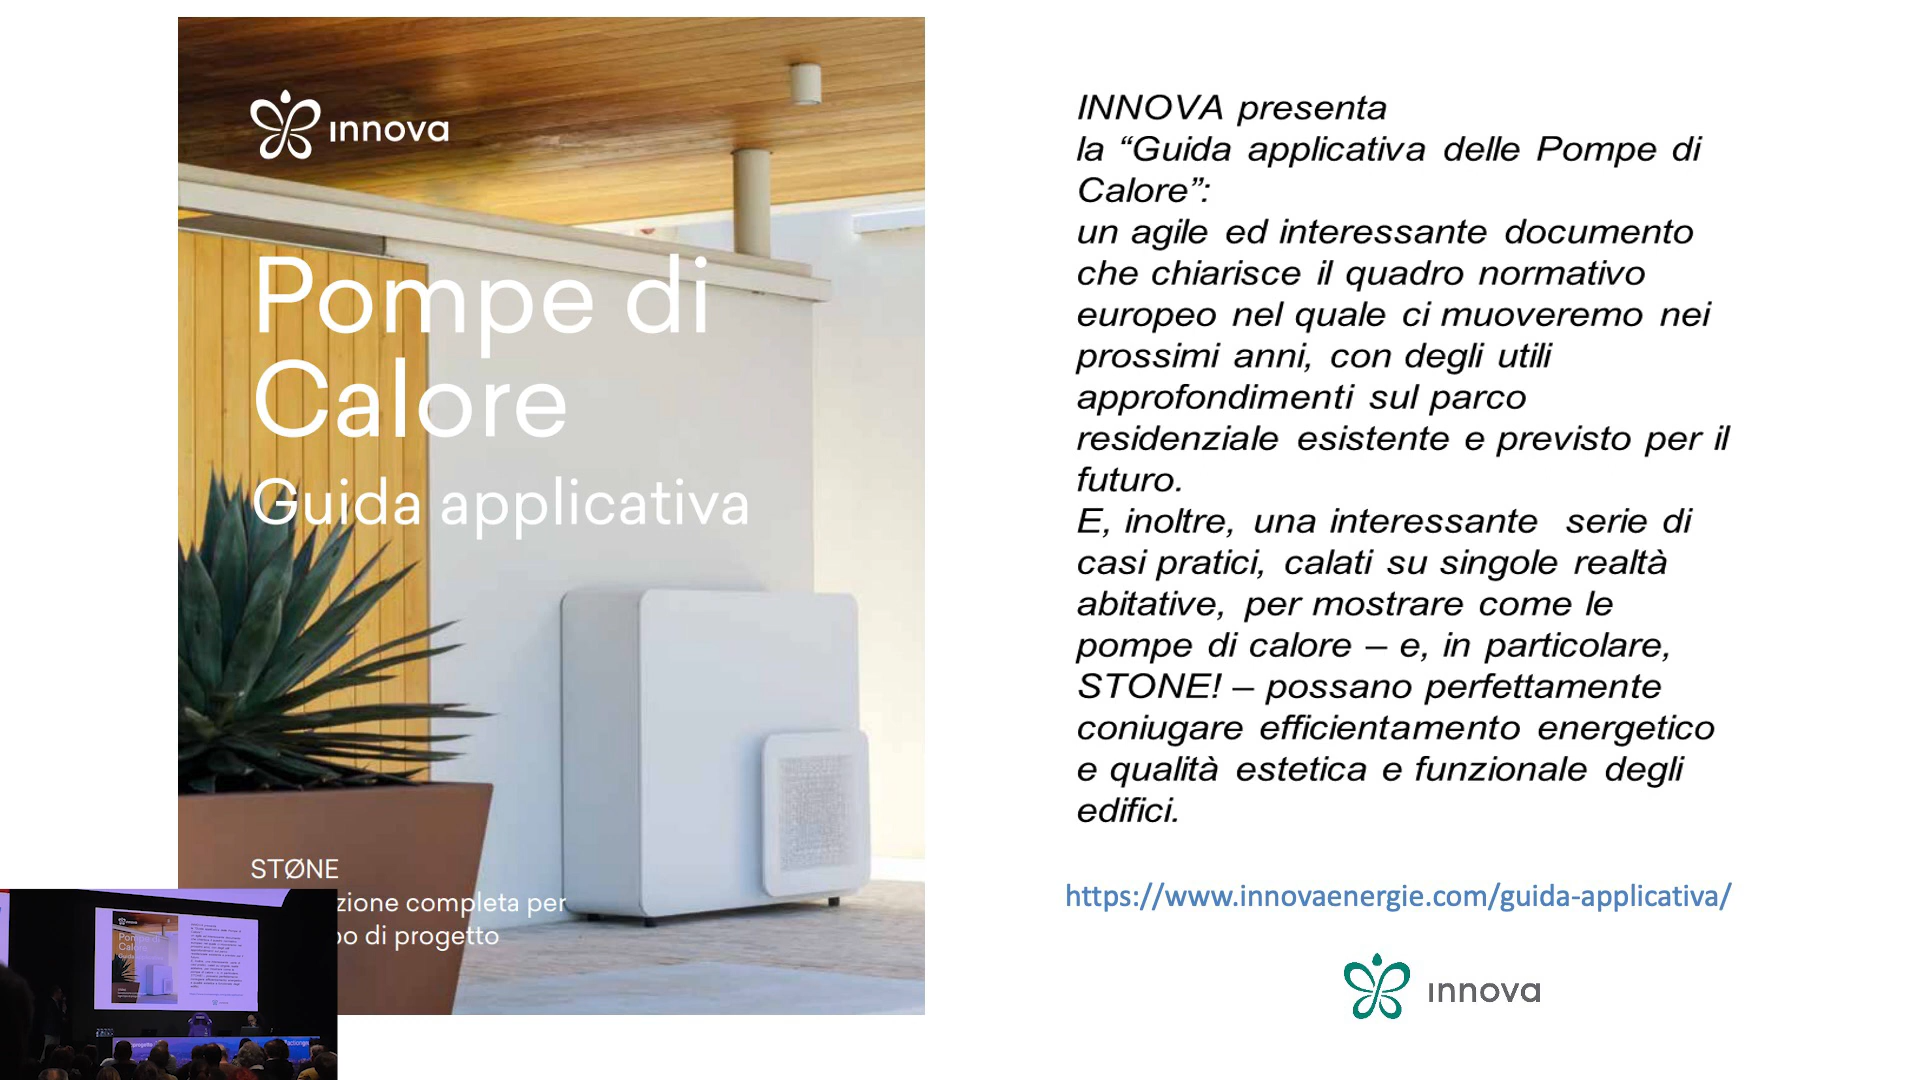 innova
Pompe di
Calore
Guida applicativa
STØNE
zione completa per
di progetto
INNOVA presenta
la “Guida applicativa delle Pompe di
Calore”:
un agile ed interessante documento
che chiarisce il quadro normativo
europeo nel quale ci muoveremo nei
prossimi anni, con degli utili
approfondimenti sul parco
residenziale esistente e previsto per il
futuro.
E, inoltre, una interessante serie di
casi pratici, calati su singole realtà
abitative, per mostrare come le
pompe di calore – e, in particolare,
STONE! – possano perfettamente
coniugare efficientamento energetico
e qualità estetica e funzionale degli
edifici.
https://www.innovaenergie.com/guida-applicativa/
innova